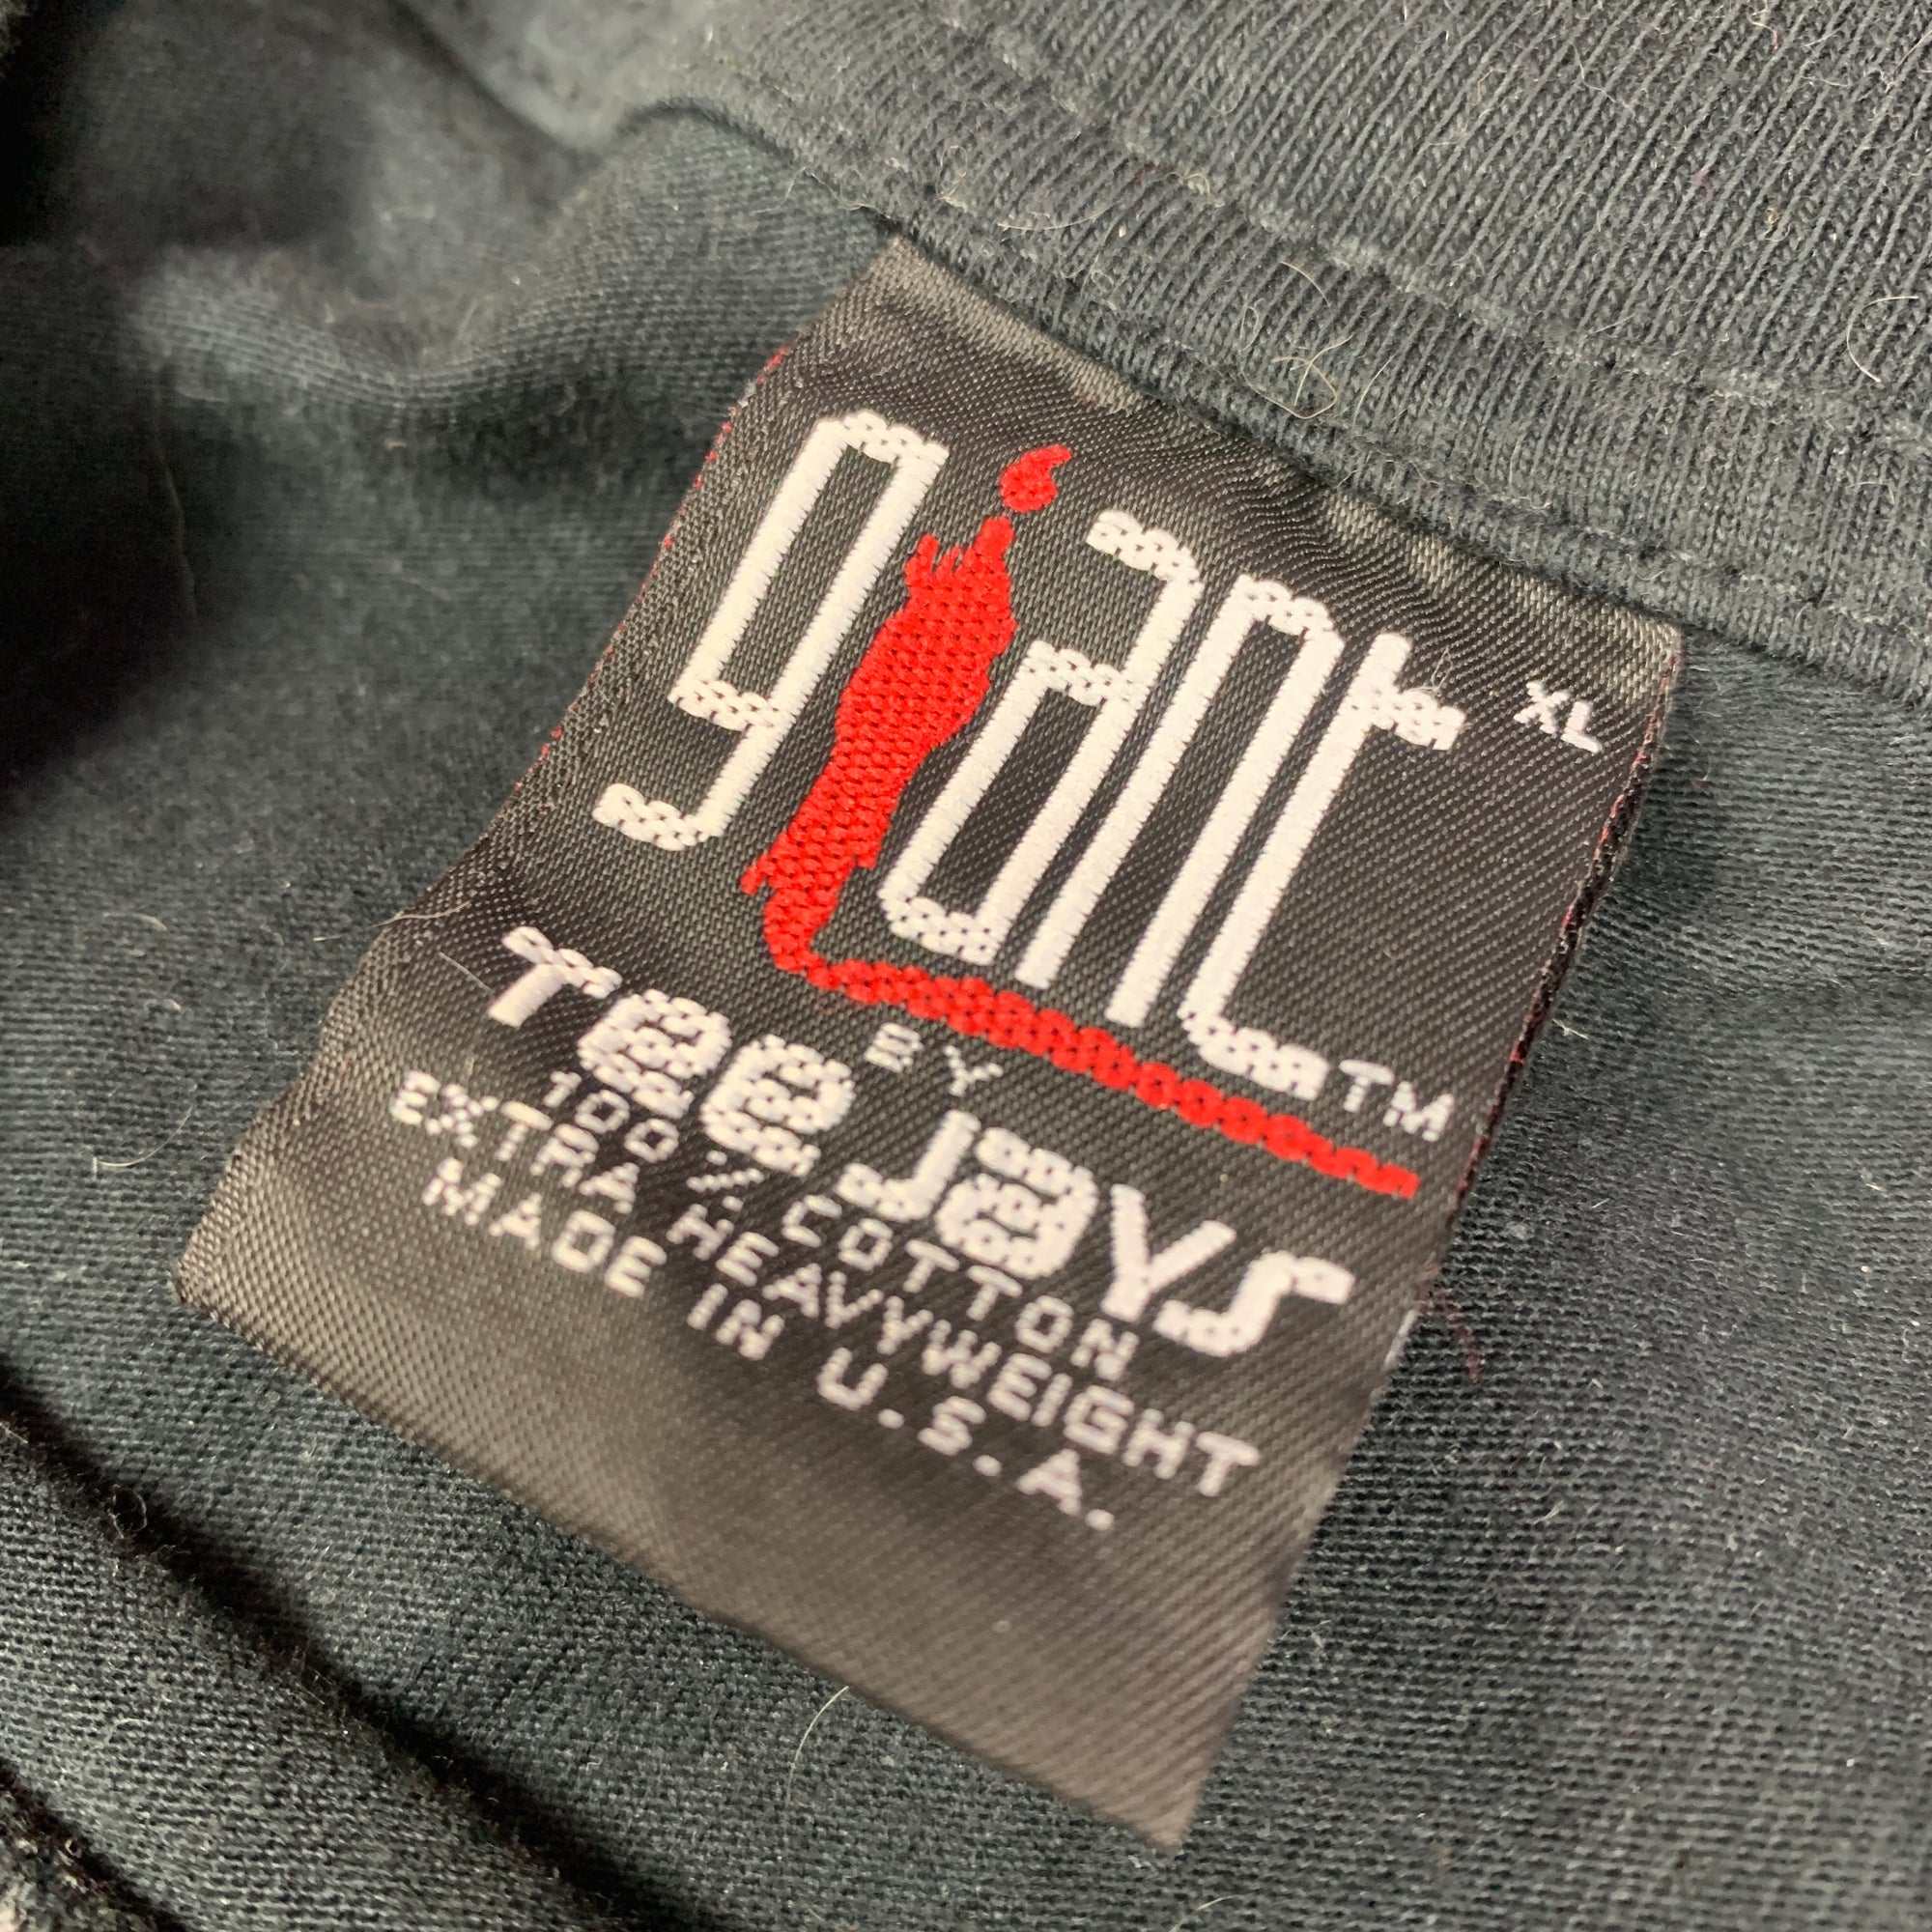 giant XL
TM
BY
Tee Jays
100% COTTON
EXTRA HEAVYWEIGHT
MADE IN U.S.A.